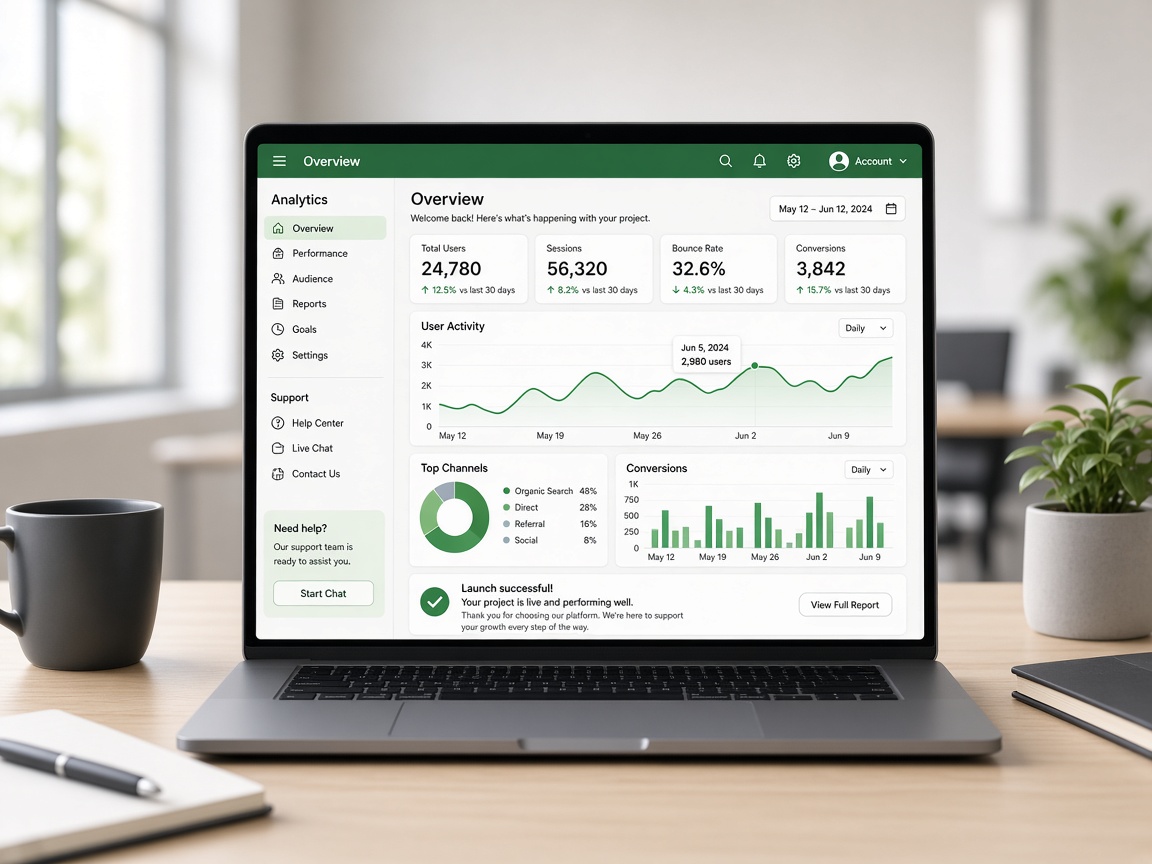 Overview
Account
Analytics
Overview
Performance
Audience
Reports
Goals
Settings
Support
Help Center
Live Chat
Contact Us
Need help?
Our support team is
ready to assist you.
Start Chat
Overview
Welcome back! Here's what's happening with your project.
May 12 – Jun 12, 2024
Total Users
24,780
↑ 12.5% vs last 30 days
Sessions
56,320
↑ 8.2% vs last 30 days
Bounce Rate
32.6%
↓ 4.3% vs last 30 days
Conversions
3,842
↑ 15.7% vs last 30 days
User Activity
Daily
4K
3K
2K
1K
0
Jun 5, 2024
2,980 users
May 12
May 19
May 26
Jun 2
Jun 9
Top Channels
Organic Search 48%
Direct 28%
Referral 16%
Social 8%
Conversions
Daily
1K
750
500
250
0
May 12
May 19
May 26
Jun 2
Jun 9
Launch successful!
Your project is live and performing well.
Thank you for choosing our platform. We're here to support
your growth every step of the way.
View Full Report